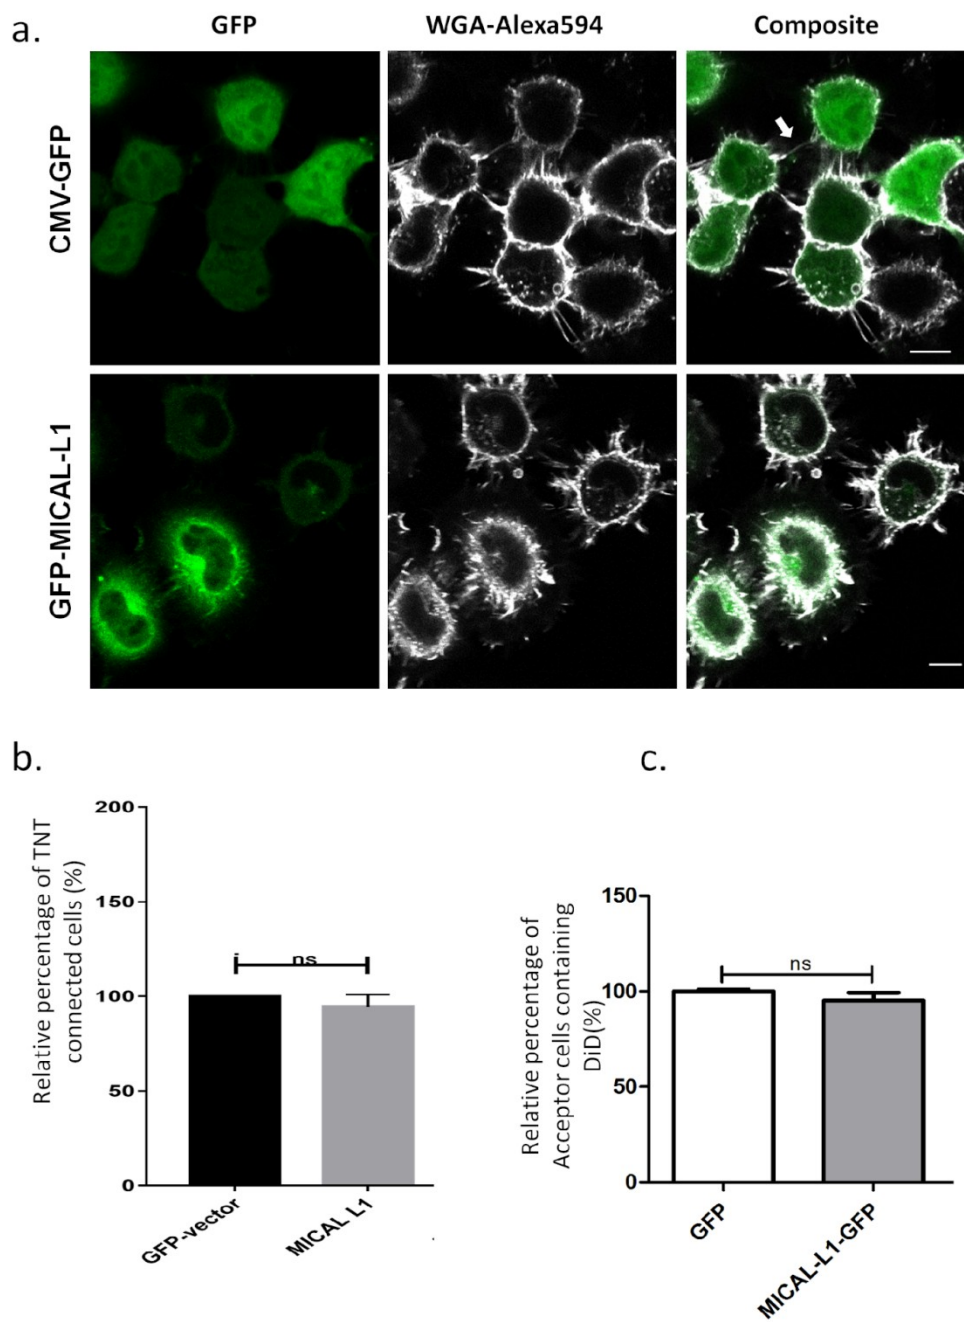 a.
GFP
WGA-Alexa594
Composite
CMV-GFP
GFP-MICAL-L1
b.
c.
Relative percentage of TNT
connected cells (%)
200
150
100
50
0
ns
GFP-vector
MICAL L1
Relative percentage of
Acceptor cells containing
DiD(%)
150
100
50
0
ns
GFP
MICAL-L1-GFP